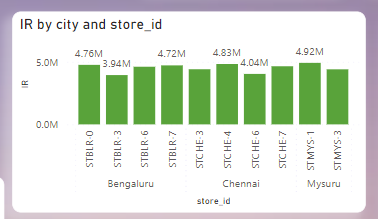 IR by city and store_id
4.76M 3.94M 4.72M 4.83M 4.04M 4.92M
5.0M
0.0M
IR
STBLR-0 STBLR-3 STBLR-6 STBLR-7 STCHE-3 STCHE-4 STCHE-6 STCHE-7 STMYS-1 STMYS-3
Bengaluru Chennai Mysuru
store_id